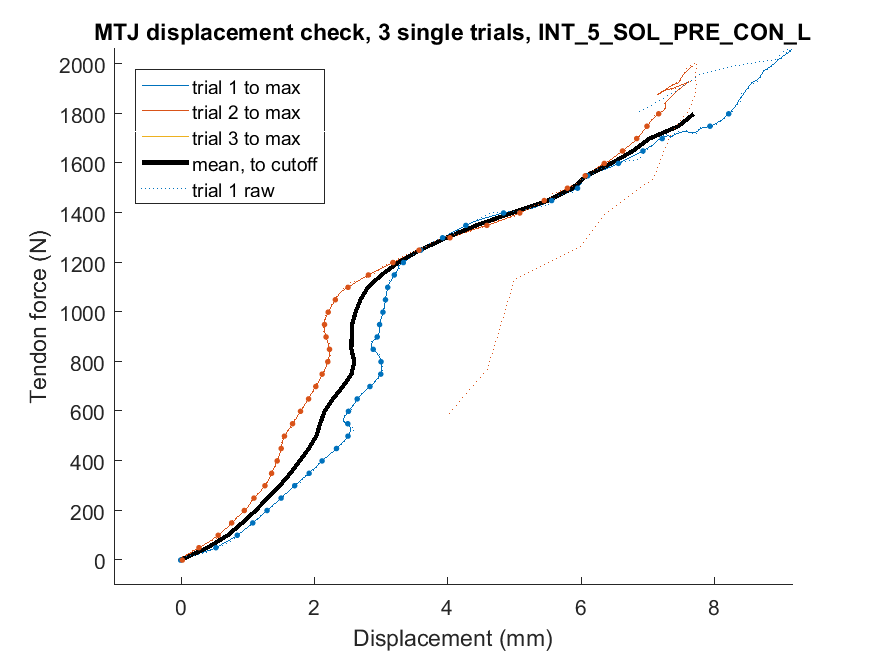 MTJ displacement check, 3 single trials, INT_5_SOL_PRE_CON_L
2000
1800
1600
1400
1200
1000
800
600
400
200
0
Tendon force (N)
trial 1 to max
trial 2 to max
trial 3 to max
mean, to cutoff
trial 1 raw
0 2 4 6 8
Displacement (mm)